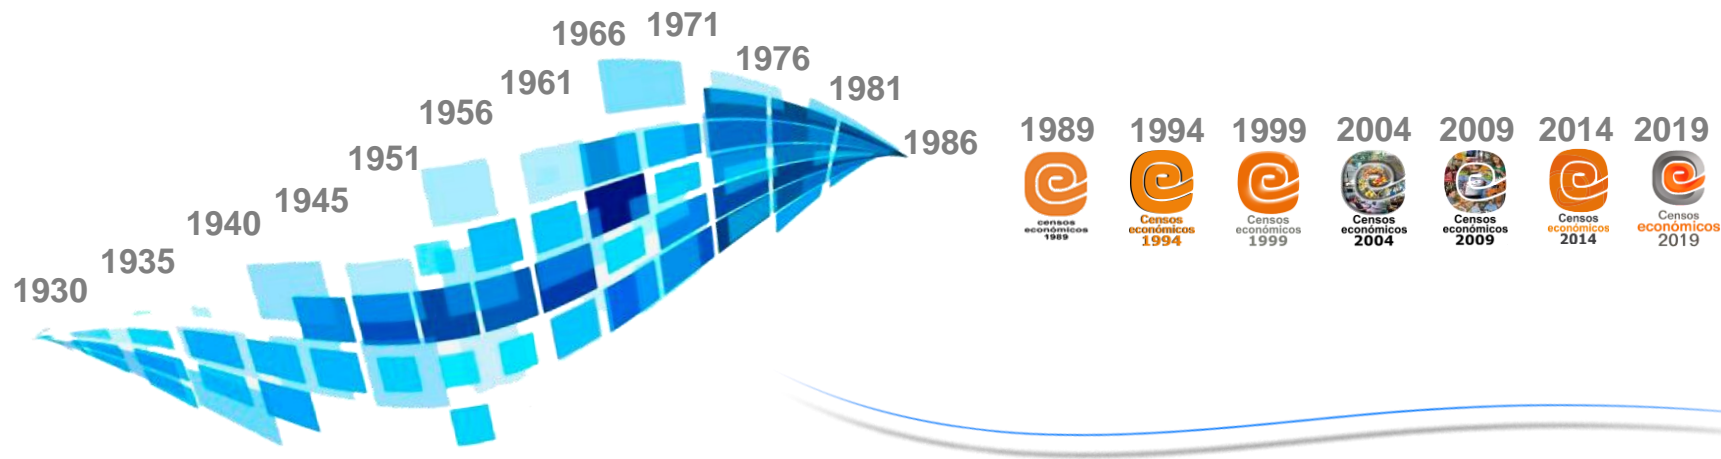 1930
1935
1940
1945
1951
1956
1961
1966
1971
1976
1981
1986
1989
1994
1999
2004
2009
2014
2019
censos
económicos
1989
Censos
económicos
1994
Censos
económicos
1999
Censos
económicos
2004
Censos
económicos
2009
Censos
económicos
2014
Censos
económicos
2019